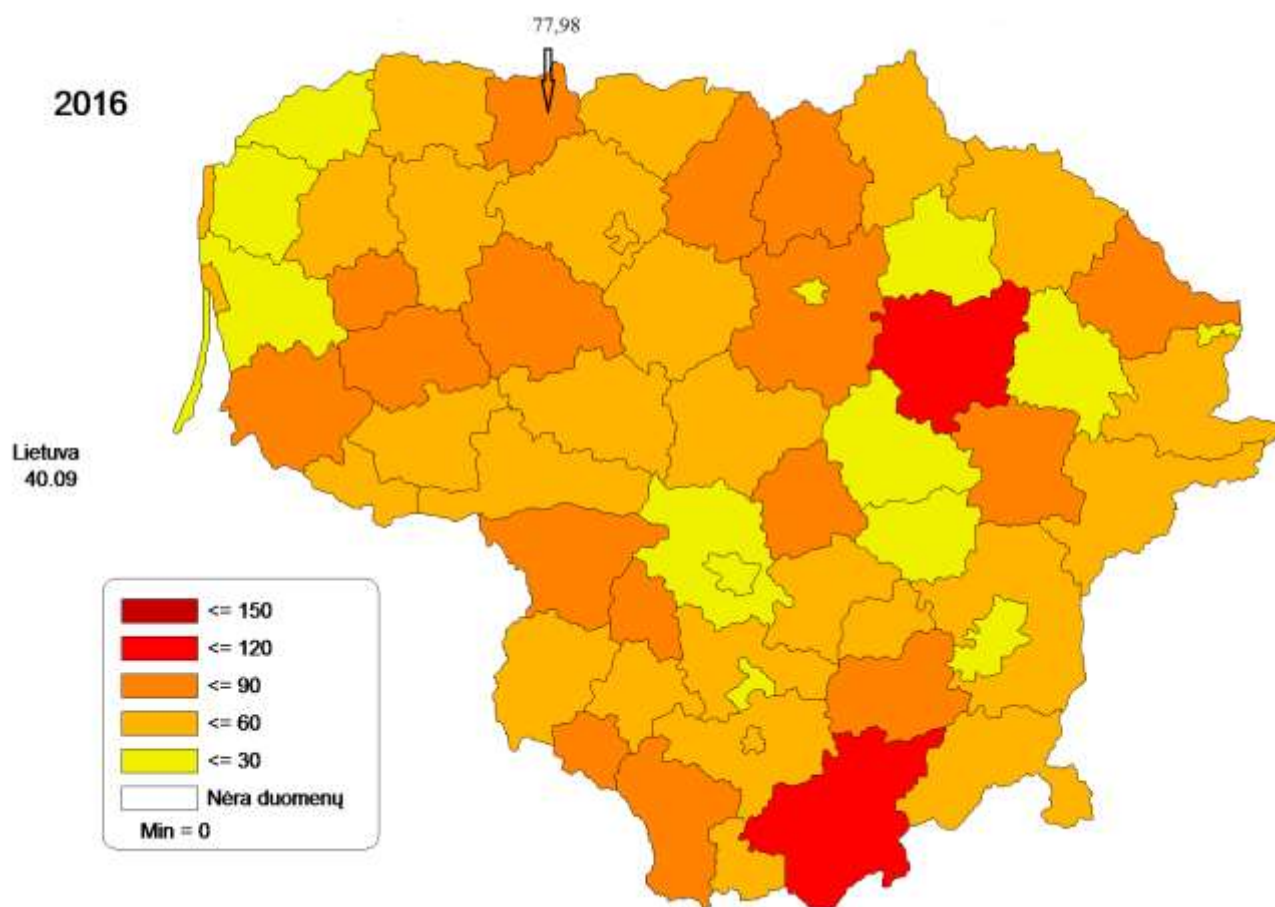 77,98
2016
Lietuva
40.09
<= 150
<= 120
<= 90
<= 60
<= 30
Nėra duomenų
Min = 0